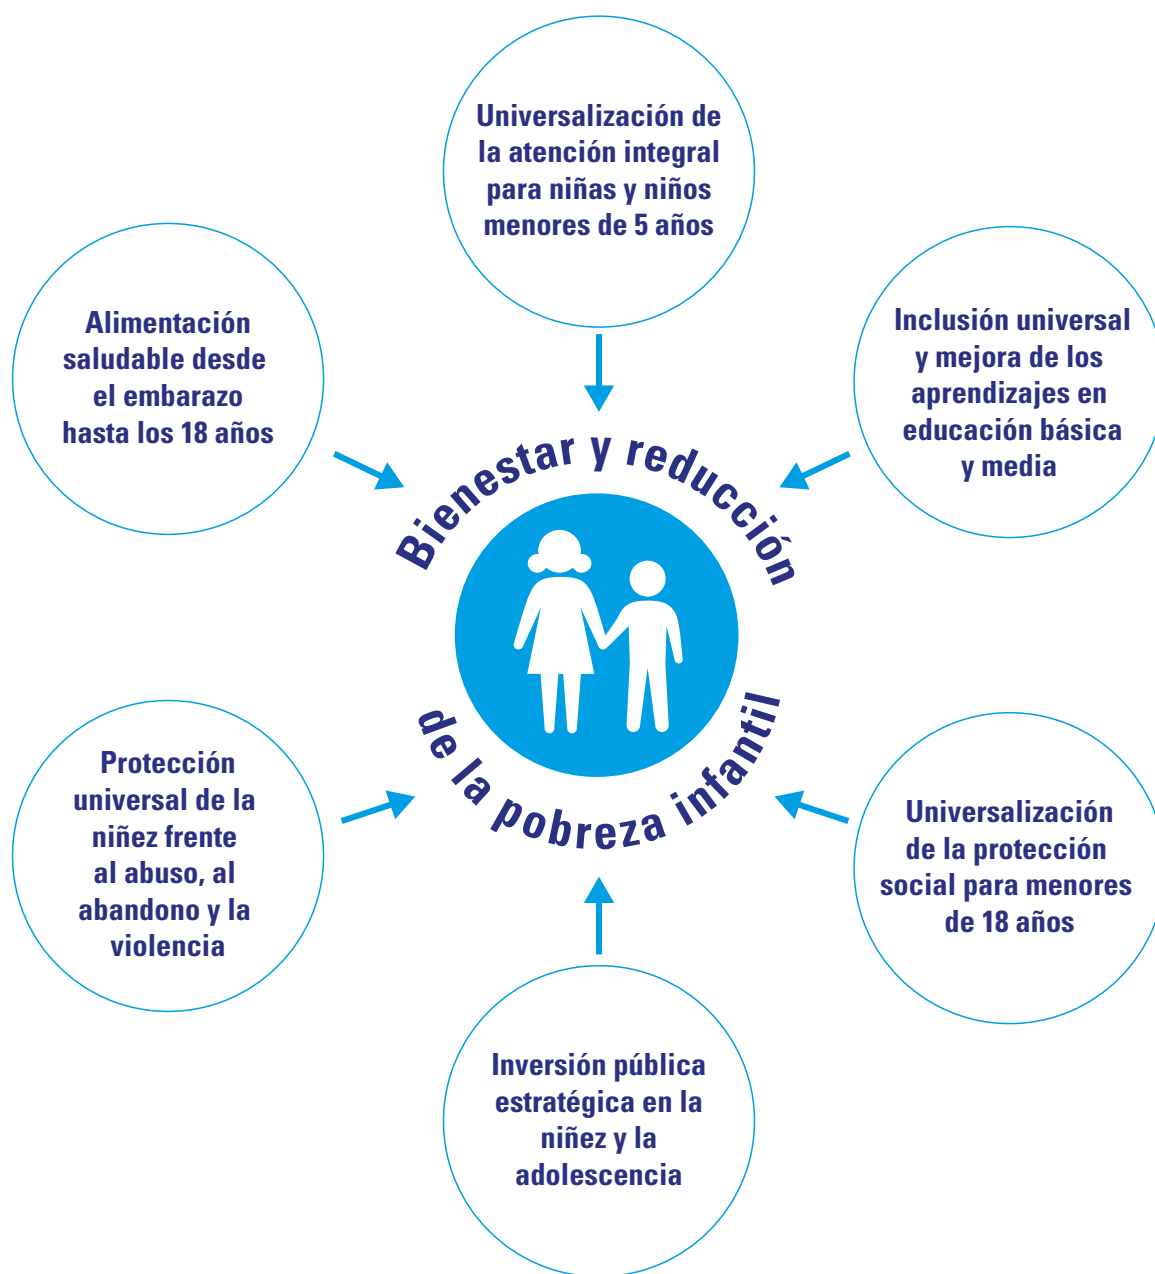 Universalización de
la atención integral
para niñas y niños
menores de 5 años
Alimentación
saludable desde
el embarazo
hasta los 18 años
Inclusión universal
y mejora de los
aprendizajes en
educación básica
y media
Bienestar y reducción
de la pobreza infantil
Protección
universal de la
niñez frente
al abuso, al
abandono y la
violencia
Universalización
de la protección
social para menores
de 18 años
Inversión pública
estratégica en la
niñez y la
adolescencia